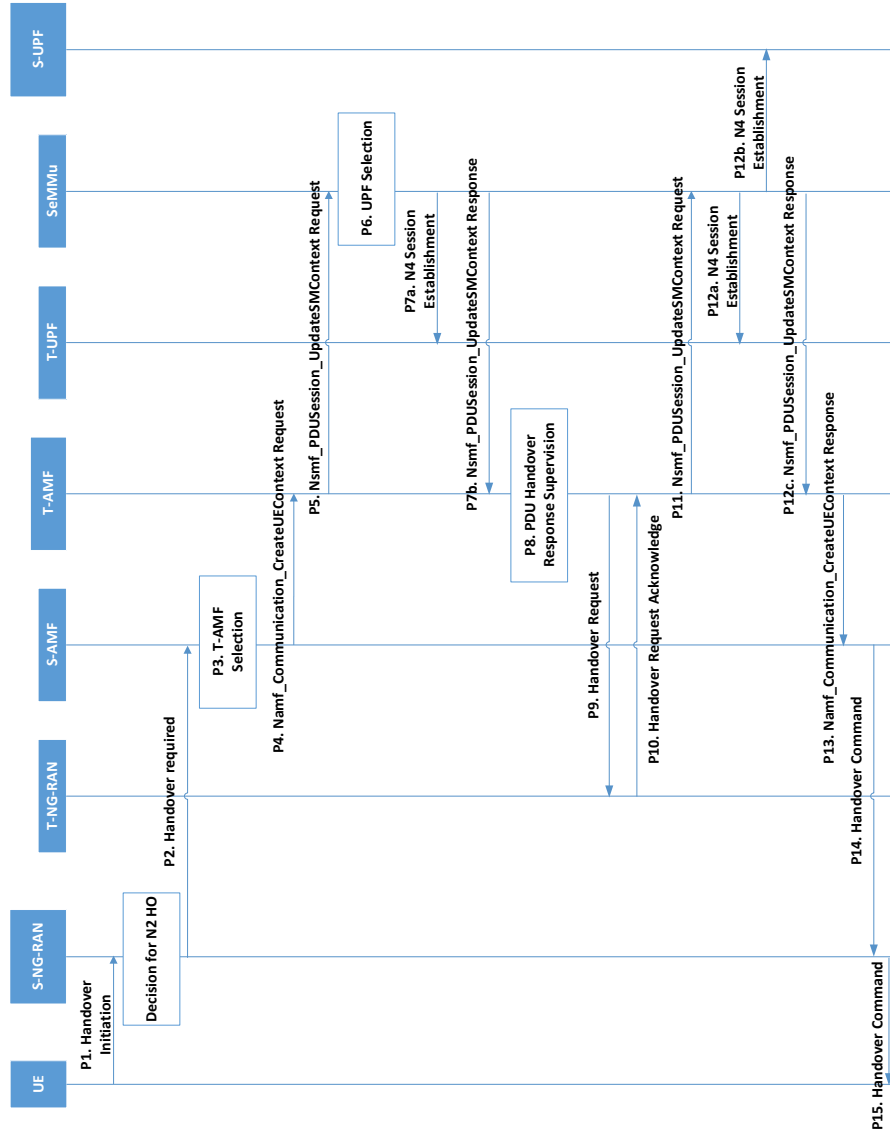 UE
S-NG-RAN
T-NG-RAN
S-AMF
T-AMF
T-UPF
SeMMu
S-UPF
P1. Handover
Initiation
Decision for N2 HO
P2. Handover required
P3. T-AMF
Selection
P4. Namf_Communication_CreateUEContext Request
P5. Nsmf_PDUSession_UpdateSMContext Request
P6. UPF Selection
P7a. N4 Session
Establishment
P7b. Nsmf_PDUSession_UpdateSMContext Response
P8. PDU Handover
Response Supervision
P9. Handover Request
P10. Handover Request Acknowledge
P11. Nsmf_PDUSession_UpdateSMContext Request
P12a. N4 Session
Establishment
P12b. N4 Session
Establishment
P12c. Nsmf_PDUSession_UpdateSMContext Response
P13. Namf_Communication_CreateUEContext Response
P14. Handover Command
P15. Handover Command